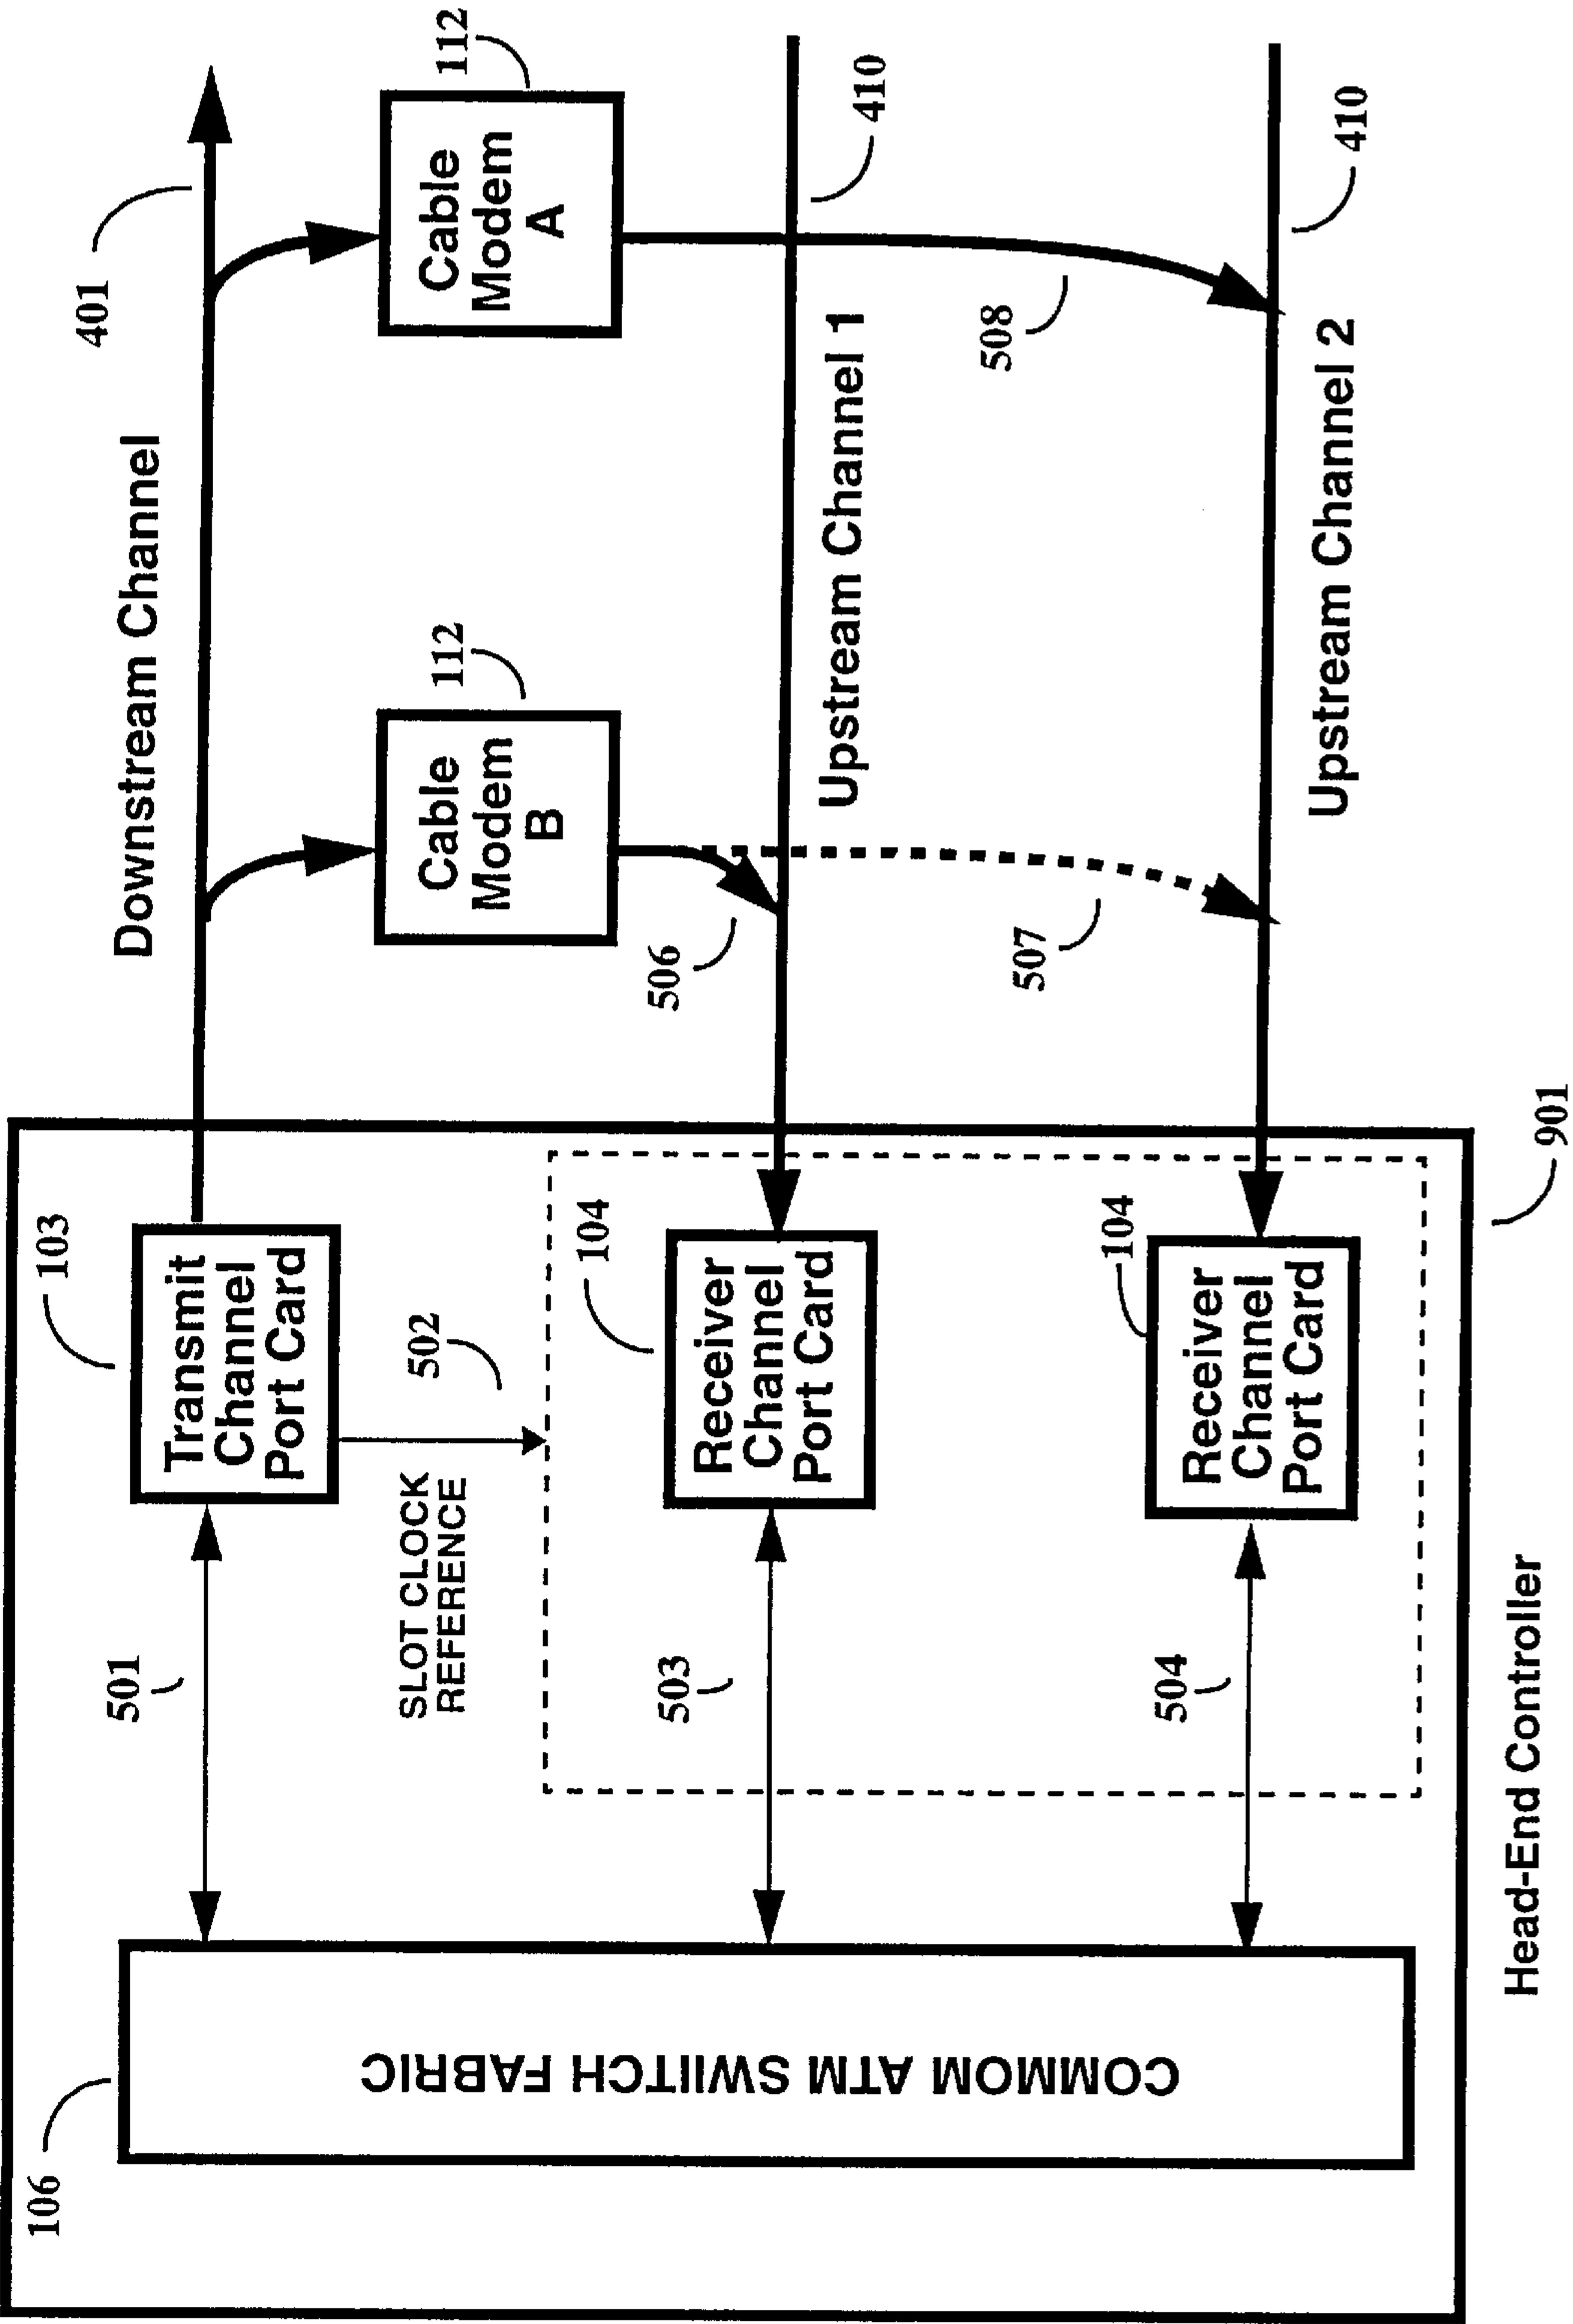 401
112
Downstream Channel
Cable
Modem
A
410
112
Cable
Modem
B
Upstream Channel 1
508
410
506
507
Upstream Channel 2
103
Transmit
Channel
Port Card
502
SLOT CLOCK
REFERENCE
104
Receiver
Channel
Port Card
104
Receiver
Channel
Port Card
901
501
503
504
106
COMMOM ATM SWIITCH FABRIC
Head-End Controller